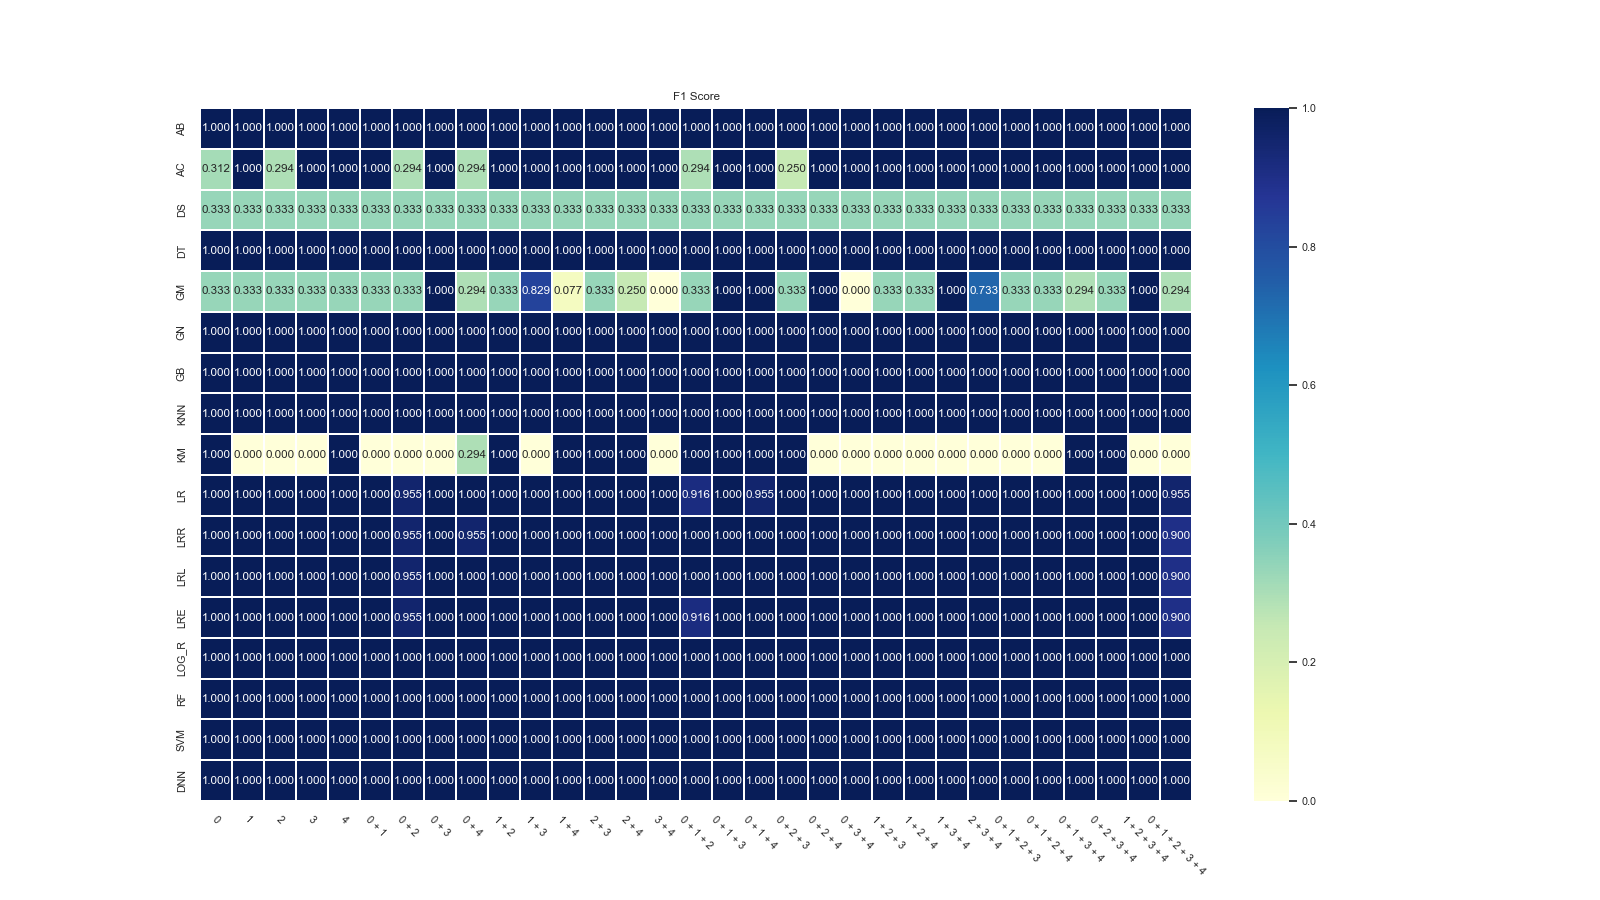 F1 Score
AB 1.000 1.000 1.000 1.000 1.000 1.000 1.000 1.000 1.000 1.000 1.000 1.000 1.000 1.000 1.000 1.000 1.000 1.000 1.000 1.000 1.000 1.000 1.000 1.000 1.000 1.000 1.000 1.000 1.000 1.000 1.000
AC 0.312 1.000 0.294 1.000 1.000 1.000 0.294 1.000 0.294 1.000 1.000 1.000 1.000 1.000 1.000 0.294 1.000 1.000 0.250 1.000 1.000 1.000 1.000 1.000 1.000 1.000 1.000 1.000 1.000 1.000 1.000
DS 0.333 0.333 0.333 0.333 0.333 0.333 0.333 0.333 0.333 0.333 0.333 0.333 0.333 0.333 0.333 0.333 0.333 0.333 0.333 0.333 0.333 0.333 0.333 0.333 0.333 0.333 0.333 0.333 0.333 0.333 0.333
DT 1.000 1.000 1.000 1.000 1.000 1.000 1.000 1.000 1.000 1.000 1.000 1.000 1.000 1.000 1.000 1.000 1.000 1.000 1.000 1.000 1.000 1.000 1.000 1.000 1.000 1.000 1.000 1.000 1.000 1.000 1.000
GM 0.333 0.333 0.333 0.333 0.333 0.333 0.333 1.000 0.294 0.333 0.829 0.077 0.333 0.250 0.000 0.333 1.000 1.000 0.333 1.000 0.000 0.333 0.333 1.000 0.733 0.333 0.333 0.294 0.333 1.000 0.294
GN 1.000 1.000 1.000 1.000 1.000 1.000 1.000 1.000 1.000 1.000 1.000 1.000 1.000 1.000 1.000 1.000 1.000 1.000 1.000 1.000 1.000 1.000 1.000 1.000 1.000 1.000 1.000 1.000 1.000 1.000 1.000
GB 1.000 1.000 1.000 1.000 1.000 1.000 1.000 1.000 1.000 1.000 1.000 1.000 1.000 1.000 1.000 1.000 1.000 1.000 1.000 1.000 1.000 1.000 1.000 1.000 1.000 1.000 1.000 1.000 1.000 1.000 1.000
KNN 1.000 1.000 1.000 1.000 1.000 1.000 1.000 1.000 1.000 1.000 1.000 1.000 1.000 1.000 1.000 1.000 1.000 1.000 1.000 1.000 1.000 1.000 1.000 1.000 1.000 1.000 1.000 1.000 1.000 1.000 1.000
KM 1.000 0.000 0.000 0.000 1.000 0.000 0.000 0.000 0.294 1.000 0.000 1.000 1.000 1.000 0.000 1.000 1.000 1.000 1.000 0.000 0.000 0.000 0.000 0.000 0.000 0.000 0.000 1.000 1.000 0.000 0.000
LR 1.000 1.000 1.000 1.000 1.000 1.000 0.955 1.000 1.000 1.000 1.000 1.000 1.000 1.000 1.000 0.916 1.000 0.955 1.000 1.000 1.000 1.000 1.000 1.000 1.000 1.000 1.000 1.000 1.000 1.000 0.955
LRR 1.000 1.000 1.000 1.000 1.000 1.000 0.955 1.000 0.955 1.000 1.000 1.000 1.000 1.000 1.000 1.000 1.000 1.000 1.000 1.000 1.000 1.000 1.000 1.000 1.000 1.000 1.000 1.000 1.000 1.000 0.900
LRL 1.000 1.000 1.000 1.000 1.000 1.000 0.955 1.000 1.000 1.000 1.000 1.000 1.000 1.000 1.000 1.000 1.000 1.000 1.000 1.000 1.000 1.000 1.000 1.000 1.000 1.000 1.000 1.000 1.000 1.000 0.900
LRE 1.000 1.000 1.000 1.000 1.000 1.000 0.955 1.000 1.000 1.000 1.000 1.000 1.000 1.000 1.000 0.916 1.000 1.000 1.000 1.000 1.000 1.000 1.000 1.000 1.000 1.000 1.000 1.000 1.000 1.000 0.900
LOG_R 1.000 1.000 1.000 1.000 1.000 1.000 1.000 1.000 1.000 1.000 1.000 1.000 1.000 1.000 1.000 1.000 1.000 1.000 1.000 1.000 1.000 1.000 1.000 1.000 1.000 1.000 1.000 1.000 1.000 1.000 1.000
RF 1.000 1.000 1.000 1.000 1.000 1.000 1.000 1.000 1.000 1.000 1.000 1.000 1.000 1.000 1.000 1.000 1.000 1.000 1.000 1.000 1.000 1.000 1.000 1.000 1.000 1.000 1.000 1.000 1.000 1.000 1.000
SVM 1.000 1.000 1.000 1.000 1.000 1.000 1.000 1.000 1.000 1.000 1.000 1.000 1.000 1.000 1.000 1.000 1.000 1.000 1.000 1.000 1.000 1.000 1.000 1.000 1.000 1.000 1.000 1.000 1.000 1.000 1.000
DNN 1.000 1.000 1.000 1.000 1.000 1.000 1.000 1.000 1.000 1.000 1.000 1.000 1.000 1.000 1.000 1.000 1.000 1.000 1.000 1.000 1.000 1.000 1.000 1.000 1.000 1.000 1.000 1.000 1.000 1.000 1.000
0
1
2
3
4
0 + 1
0 + 2
0 + 3
0 + 4
1 + 2
1 + 3
1 + 4
2 + 3
2 + 4
3 + 4
0 + 1 + 2
0 + 1 + 3
0 + 1 + 4
0 + 2 + 3
0 + 2 + 4
0 + 3 + 4
1 + 2 + 3
1 + 2 + 4
1 + 3 + 4
2 + 3 + 4
0 + 1 + 2 + 3
0 + 1 + 2 + 4
0 + 1 + 3 + 4
0 + 2 + 3 + 4
1 + 2 + 3 + 4
0 + 1 + 2 + 3 + 4
1.0
0.8
0.6
0.4
0.2
0.0